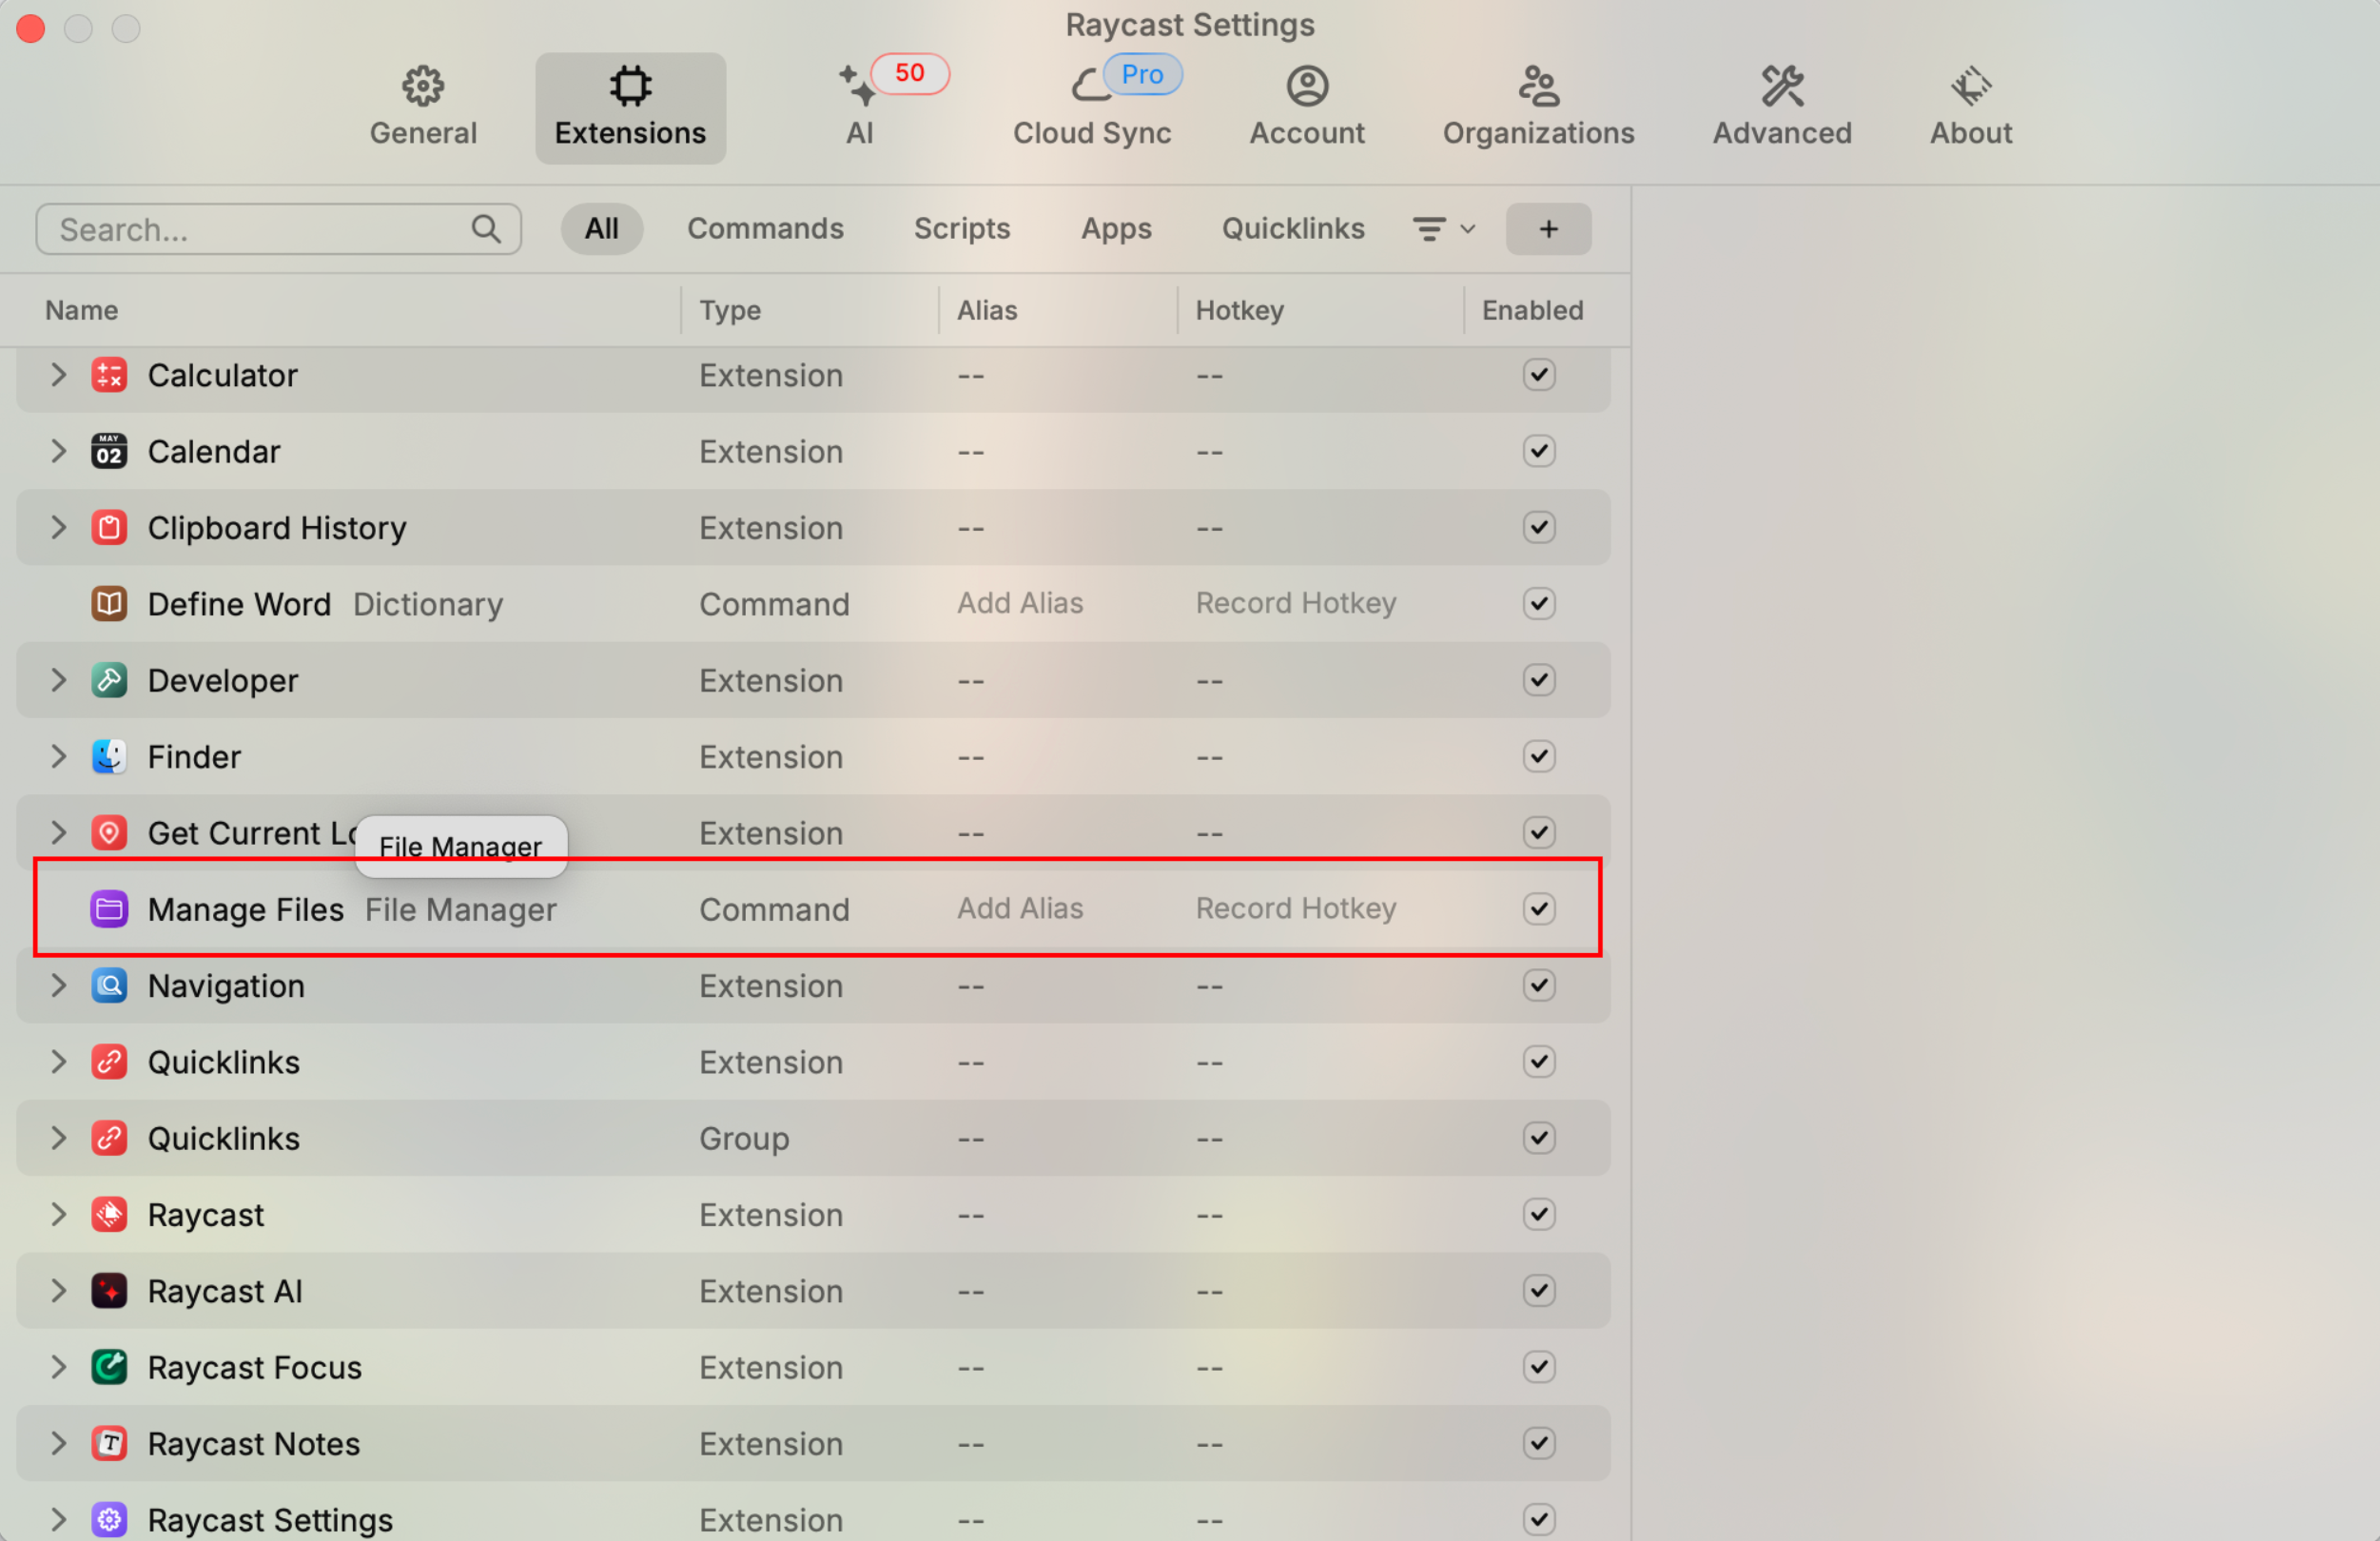 Raycast Settings
General
Extensions
50
AI
Pro
Cloud Sync
Account
Organizations
Advanced
About
Search...
All
Commands
Scripts
Apps
Quicklinks
+
Name Type Alias Hotkey Enabled
Calculator Extension -- --
MAY
02
Calendar Extension -- --
Clipboard History Extension -- --
Define Word Dictionary Command Add Alias Record Hotkey
Developer Extension -- --
Finder Extension -- --
Get Current Extension -- --
File Manager
Manage Files File Manager Command Add Alias Record Hotkey
Navigation Extension -- --
Quicklinks Extension -- --
Quicklinks Group -- --
Raycast Extension -- --
Raycast AI Extension -- --
Raycast Focus Extension -- --
T
Raycast Notes Extension -- --
Raycast Settings Extension -- --